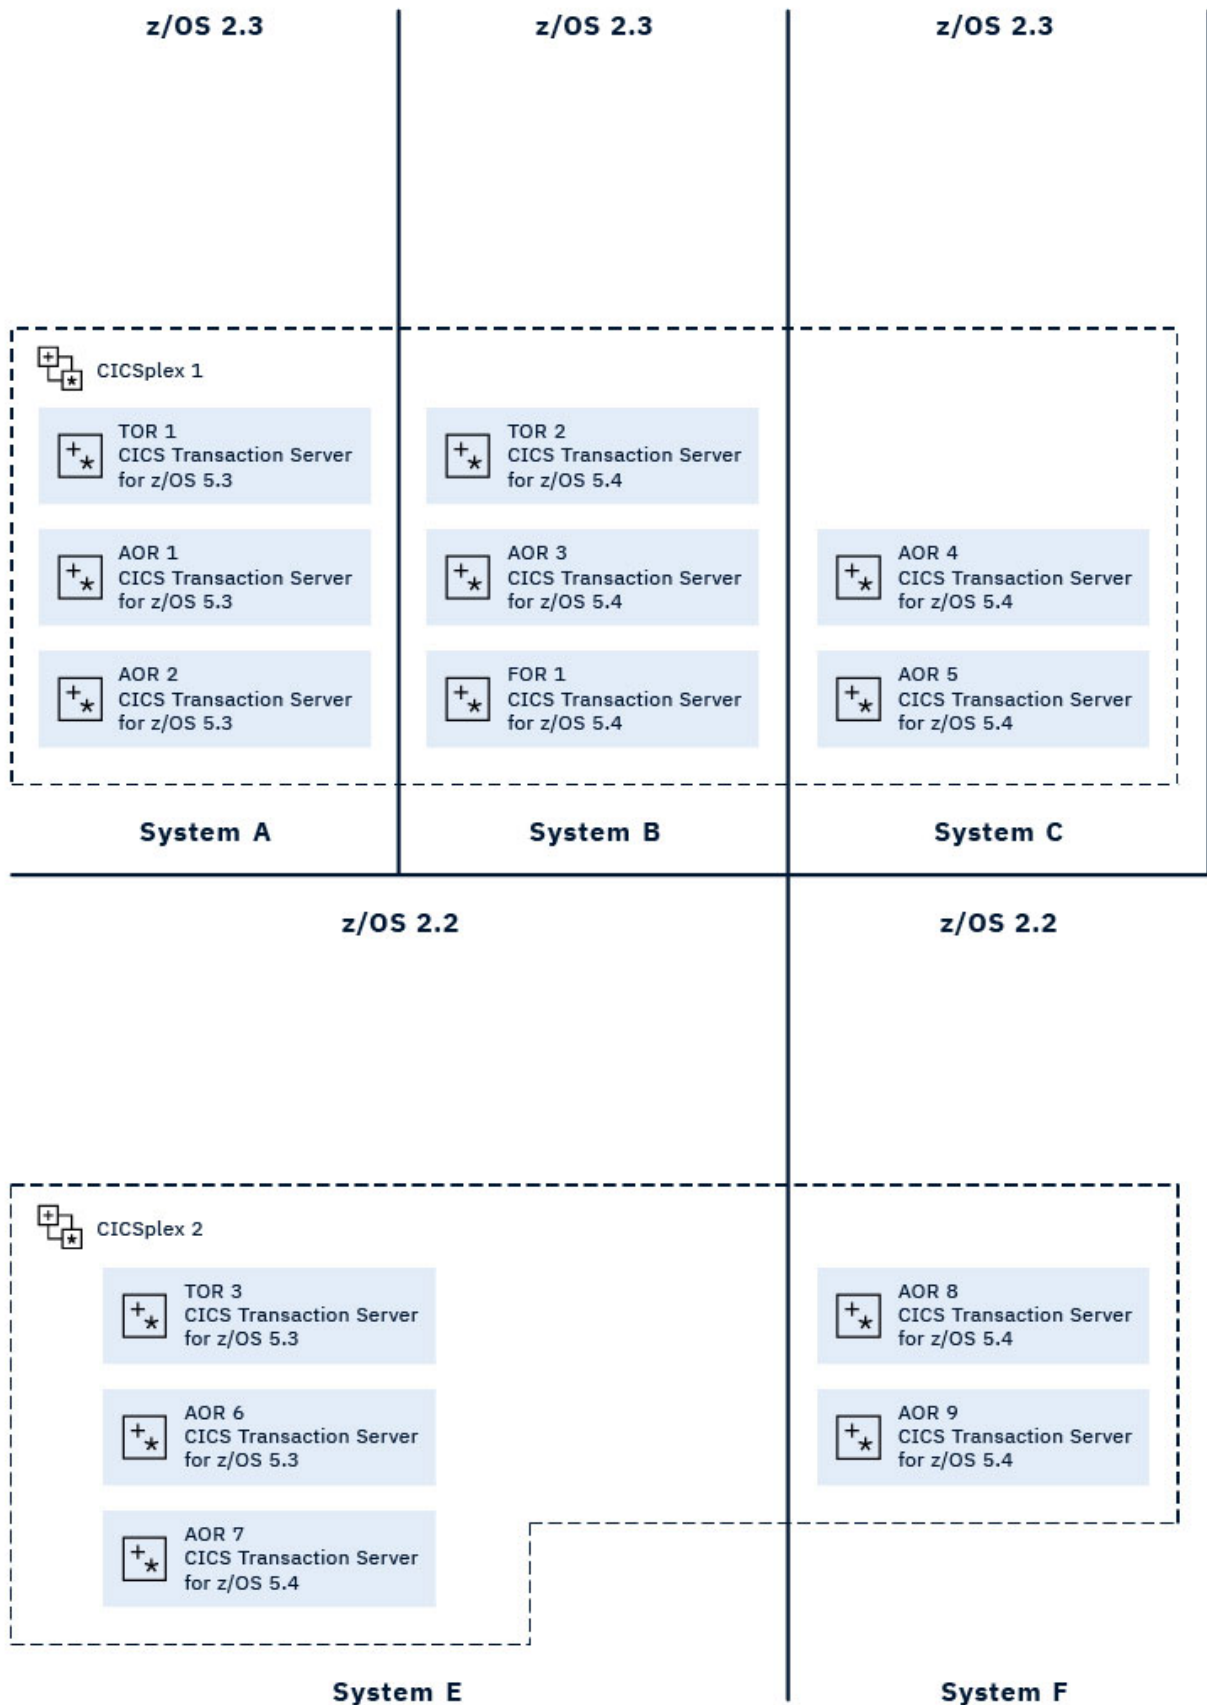 z/OS 2.3
z/OS 2.3
z/OS 2.3
CICSplex 1
TOR 1
CICS Transaction Server
for z/OS 5.3
TOR 2
CICS Transaction Server
for z/OS 5.4
AOR 1
CICS Transaction Server
for z/OS 5.3
AOR 3
CICS Transaction Server
for z/OS 5.4
AOR 4
CICS Transaction Server
for z/OS 5.4
AOR 2
CICS Transaction Server
for z/OS 5.3
FOR 1
CICS Transaction Server
for z/OS 5.4
AOR 5
CICS Transaction Server
for z/OS 5.4
System A
System B
System C
z/OS 2.2
z/OS 2.2
CICSplex 2
TOR 3
CICS Transaction Server
for z/OS 5.3
AOR 8
CICS Transaction Server
for z/OS 5.4
AOR 6
CICS Transaction Server
for z/OS 5.3
AOR 9
CICS Transaction Server
for z/OS 5.4
AOR 7
CICS Transaction Server
for z/OS 5.4
System E
System F